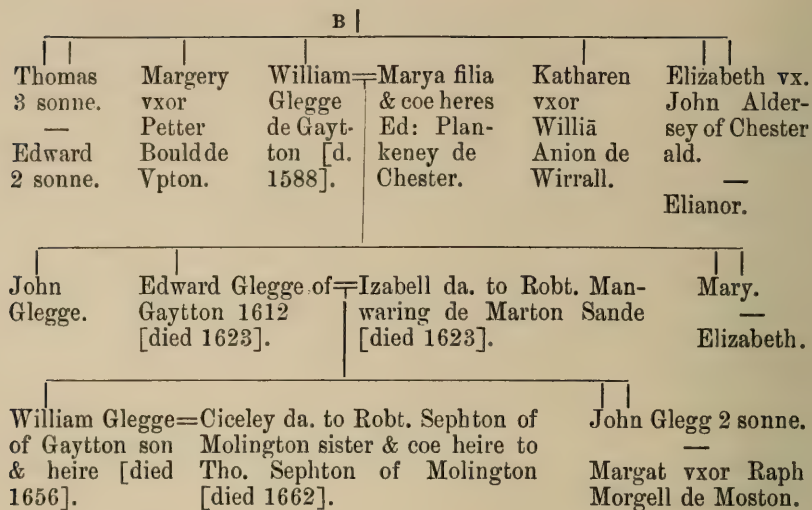 B
Thomas
3 sonne.
—
Edward
2 sonne.
Margery
vxor
Petter
Bould de
Vpton.
William=
Glegge
de Gayt-
ton [d.
1588].
Marya filia
& coe heres
Ed: Plan-
keney de
Chester.
Katharen
vxor
Williā
Anion de
Wirrall.
Elizabeth vx.
John Alder-
sey of Chester
ald.
—
Elianor.
John
Glegge.
Edward Glegge of=
Gaytton 1612
[died 1623].
Izabell da. to Robt. Man-
waring de Marton Sande
[died 1623].
Mary.
—
Elizabeth.
William Glegge=
of Gaytton son
& heire [died
1656].
Ciceley da. to Robt. Sephton of
Molington sister & coe heire to
Tho. Sephton of Molington
[died 1662].
John Glegg 2 sonne.
—
Margat vxor Raph
Morgell de Moston.